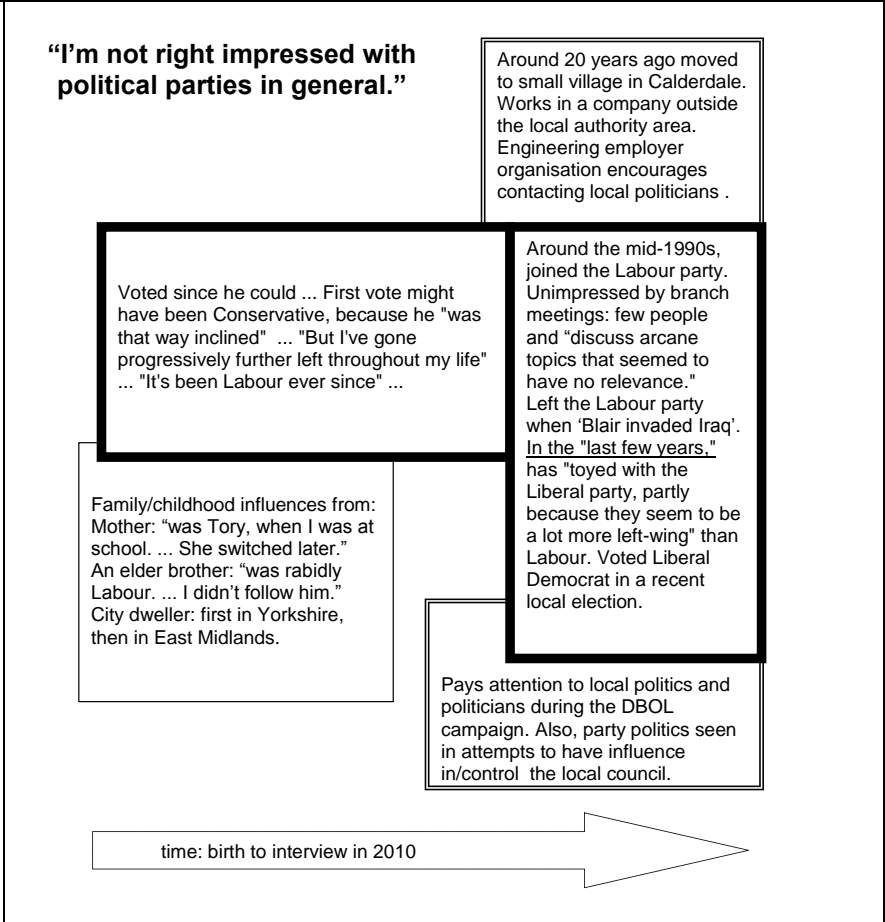 “I’m not right impressed with
political parties in general.”
Around 20 years ago moved
to small village in Calderdale.
Works in a company outside
the local authority area.
Engineering employer
organisation encourages
contacting local politicians .
Voted since he could ... First vote might
have been Conservative, because he "was
that way inclined" ... "But I've gone
progressively further left throughout my life"
... "It's been Labour ever since" ...
Around the mid-1990s,
joined the Labour party.
Unimpressed by branch
meetings: few people
and “discuss arcane
topics that seemed to
have no relevance."
Left the Labour party
when ‘Blair invaded Iraq’.
In the "last few years,"
has "toyed with the
Liberal party, partly
because they seem to be
a lot more left-wing" than
Labour. Voted Liberal
Democrat in a recent
local election.
Family/childhood influences from:
Mother: “was Tory, when I was at
school. ... She switched later.”
An elder brother: “was rabidly
Labour. ... I didn’t follow him.”
City dweller: first in Yorkshire,
then in East Midlands.
Pays attention to local politics and
politicians during the DBOL
campaign. Also, party politics seen
in attempts to have influence
in/control the local council.
time: birth to interview in 2010